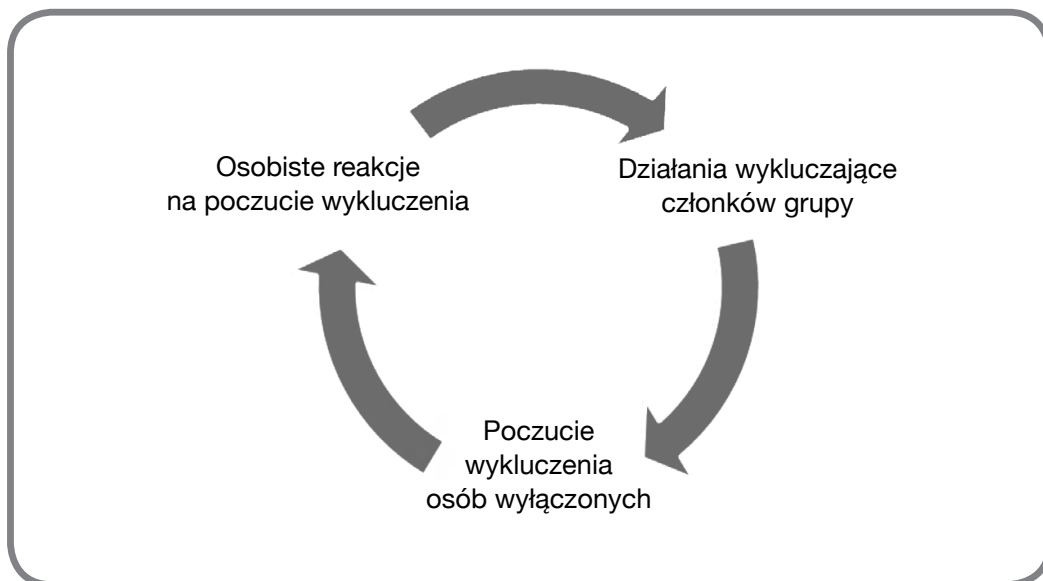 Osobiste reakcje
na poczucie wykluczenia
Działania wykluczające
członków grupy
Poczucie
wykluczenia
osób wyłączonych